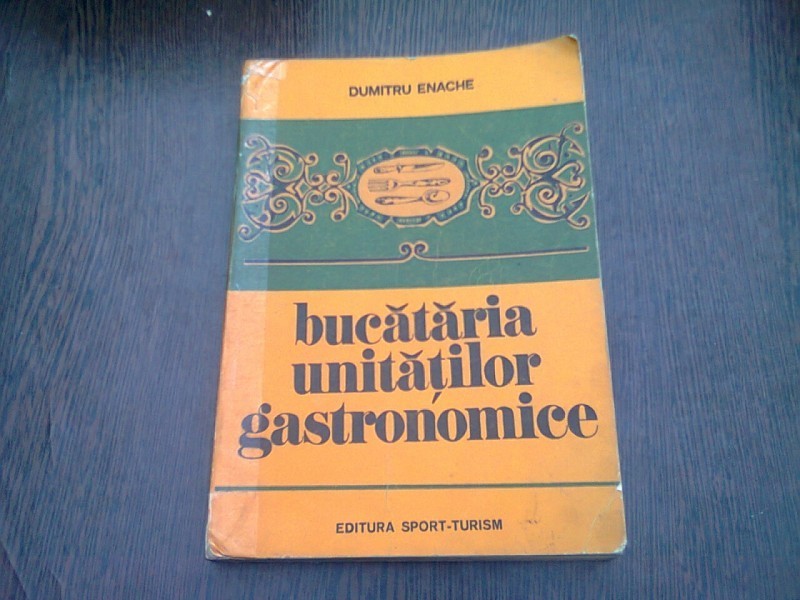 DUMITRU ENACHE
bucătăria
unităților
gastronomice
EDITURA SPORT-TURISM